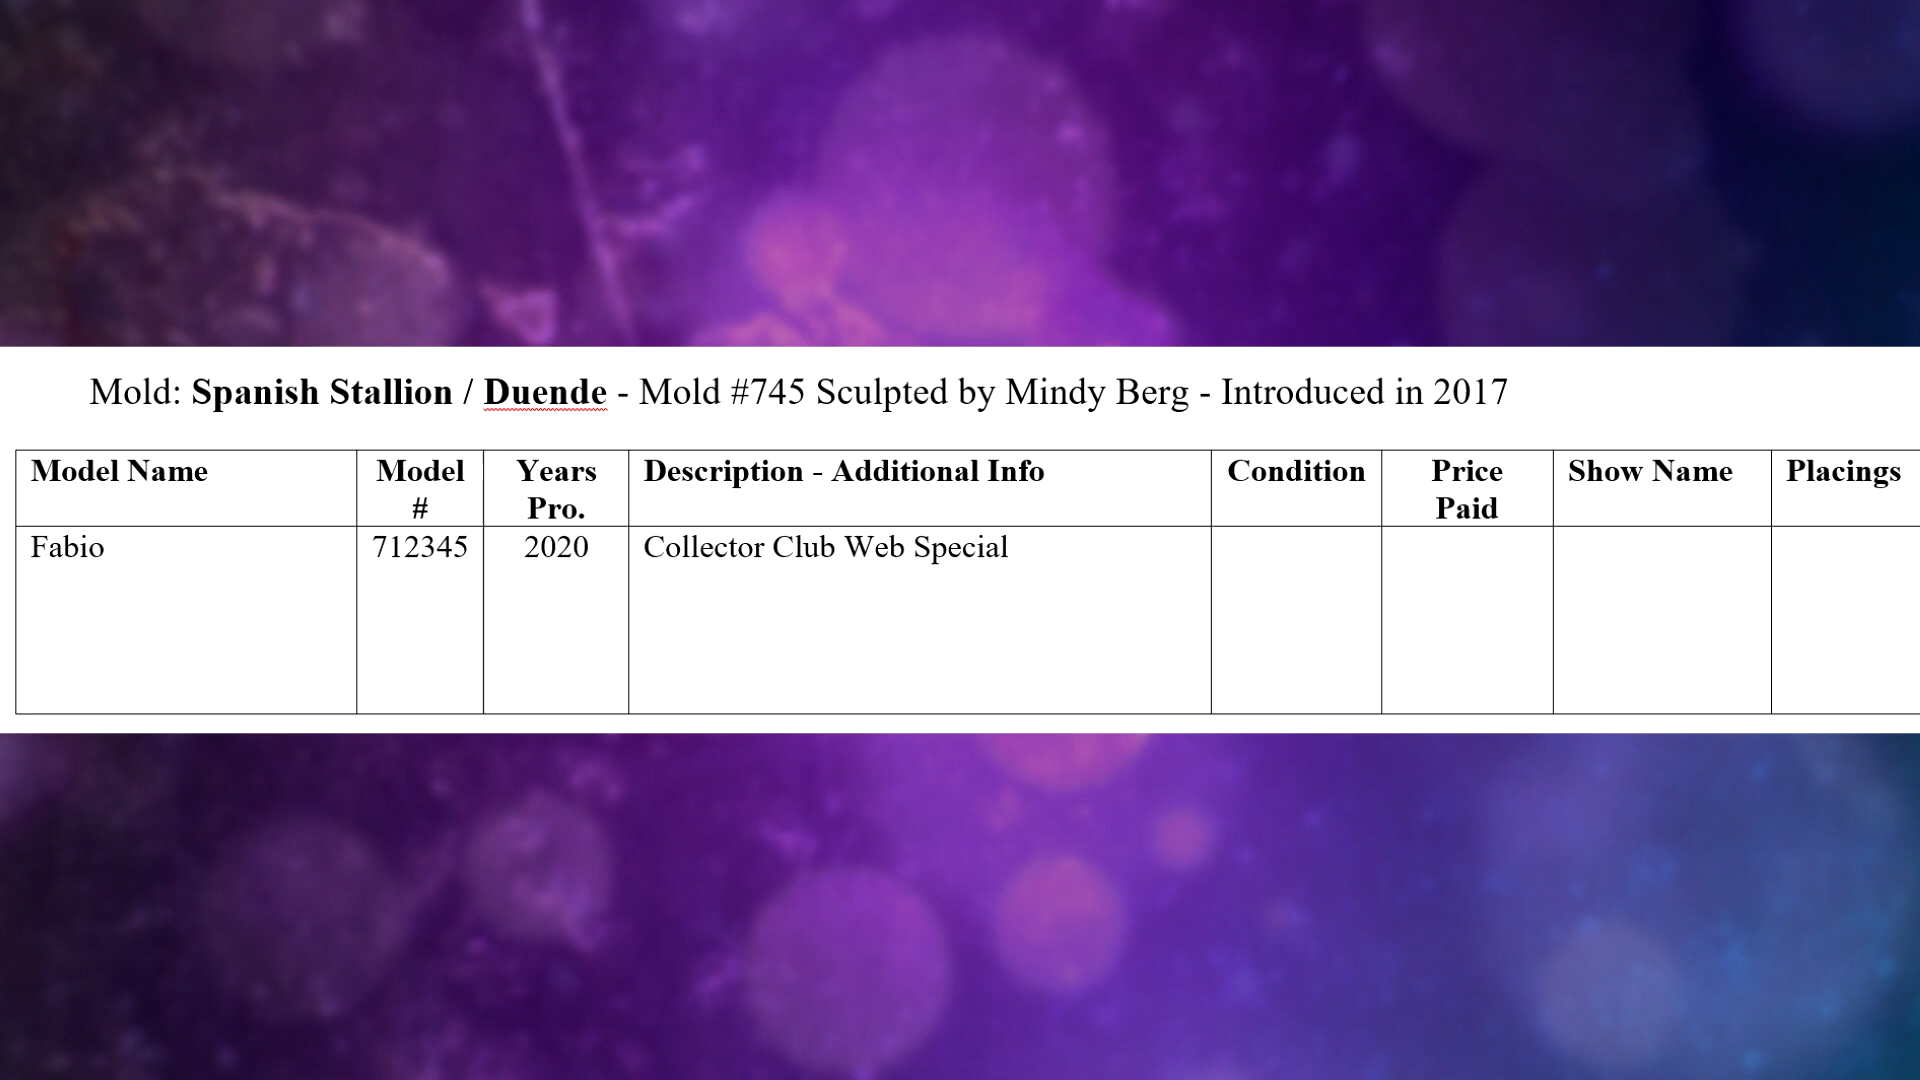 Mold: Spanish Stallion / Duende - Mold #745 Sculpted by Mindy Berg - Introduced in 2017
Model Name Model # Years Pro. Description - Additional Info Condition Price Paid Show Name Placings
Fabio 712345 2020 Collector Club Web Special